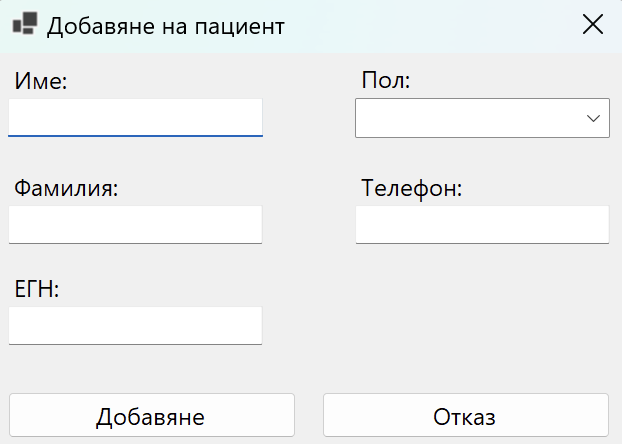 Добавяне на пациент
Име:
Пол:
Фамилия:
Телефон:
ЕГН:
Добавяне
Отказ